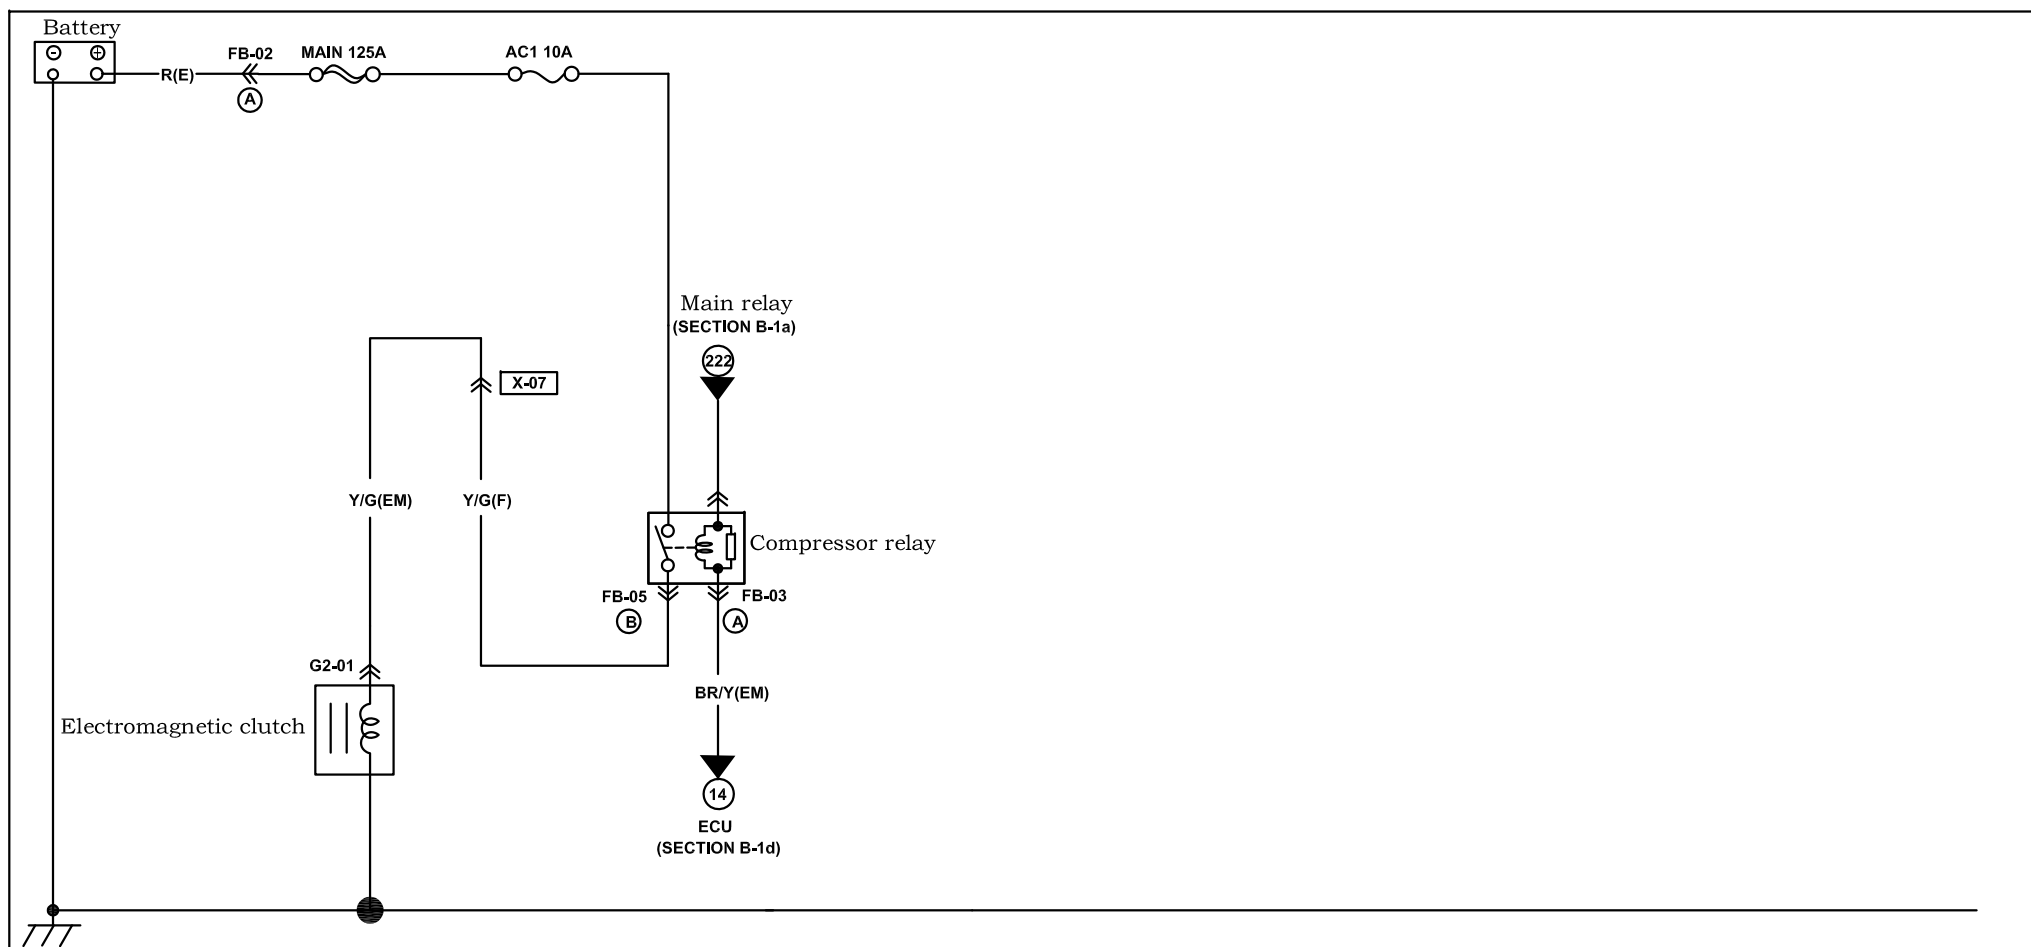 Battery
- +
R(E)
FB-02
A
MAIN 125A
AC1 10A
Main relay
(SECTION B-1a)
222
X-07
Y/G(EM)
Y/G(F)
Compressor relay
FB-05
B
FB-03
A
G2-01
Electromagnetic clutch
BR/Y(EM)
14
ECU
(SECTION B-1d)